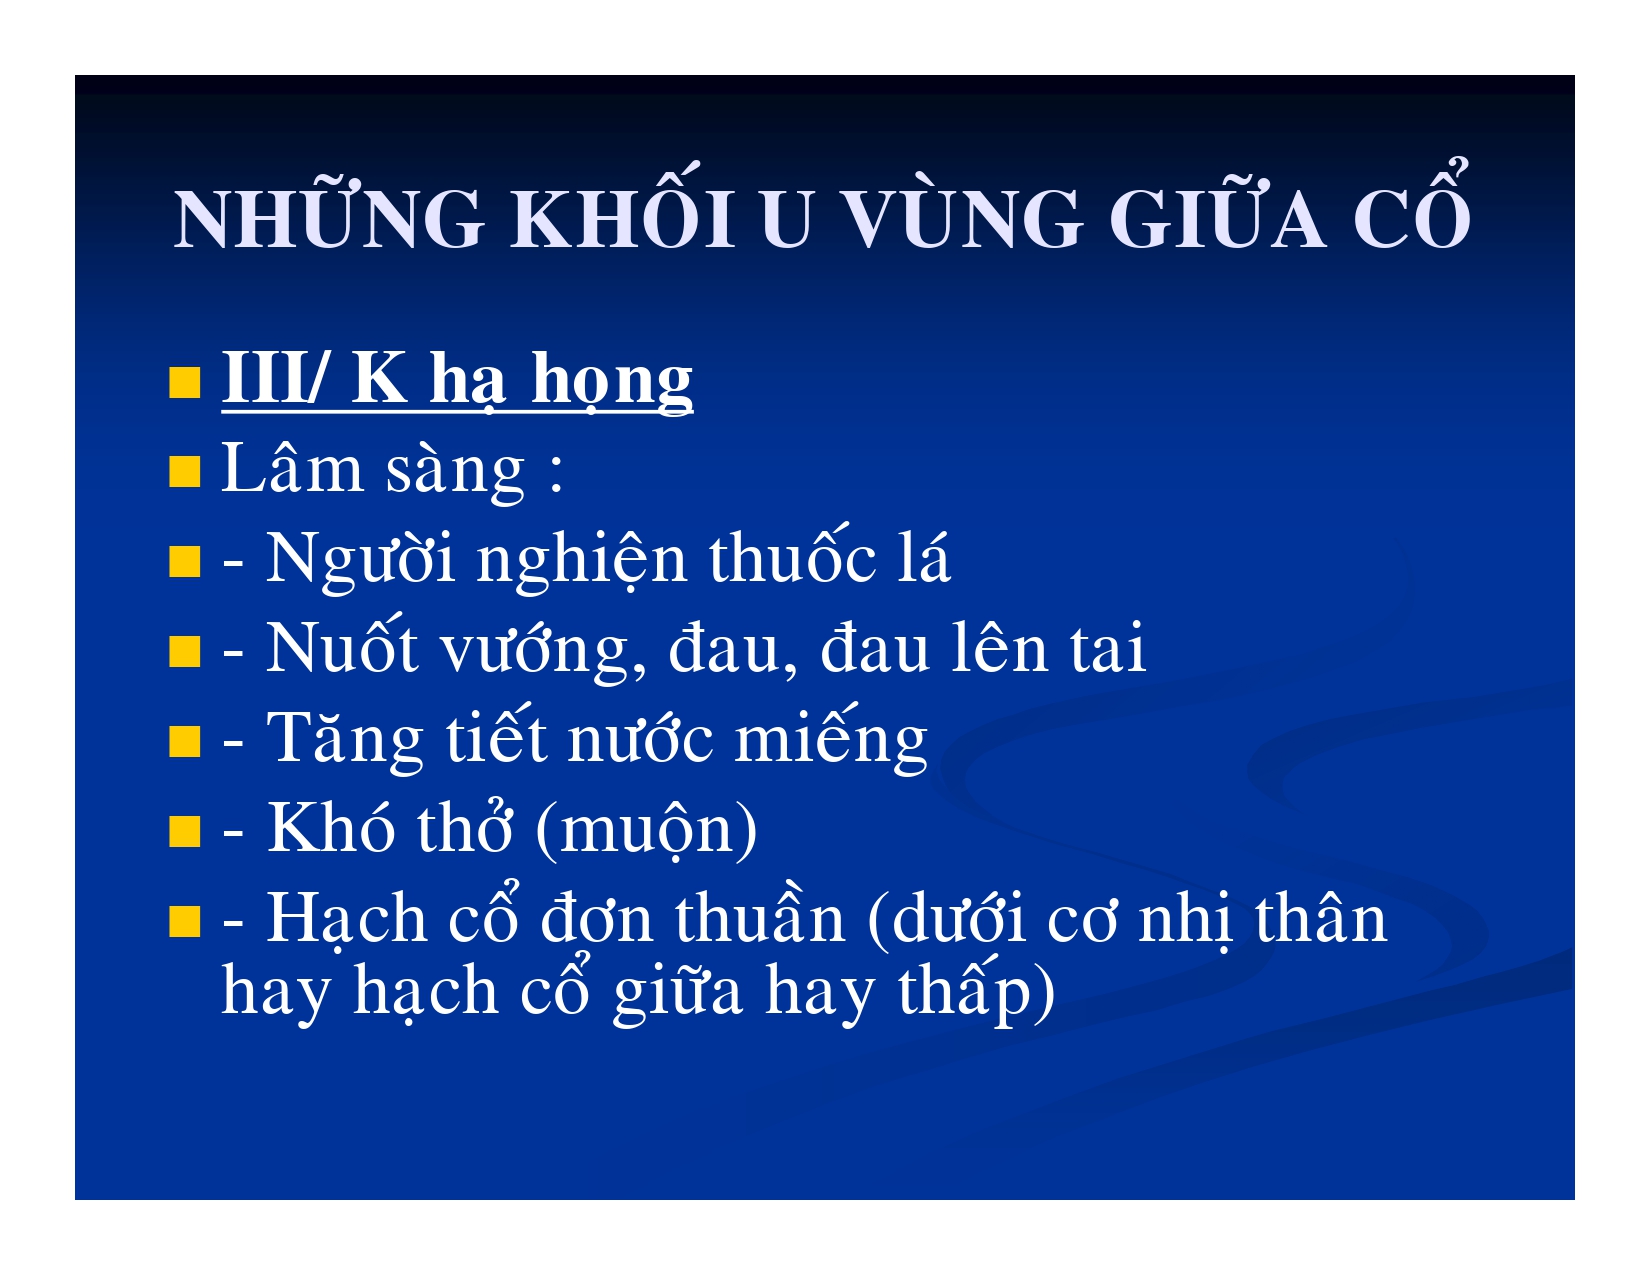 NHỮNG KHỐI U VÙNG GIỮA CỔ
III/ K hạ họng
Lâm sàng :
- Người nghiện thuốc lá
- Nuốt vướng, đau, đau lên tai
- Tăng tiết nước miếng
- Khó thở (muộn)
- Hạch cổ đơn thuần (dưới cơ nhị thân
hay hạch cổ giữa hay thấp)